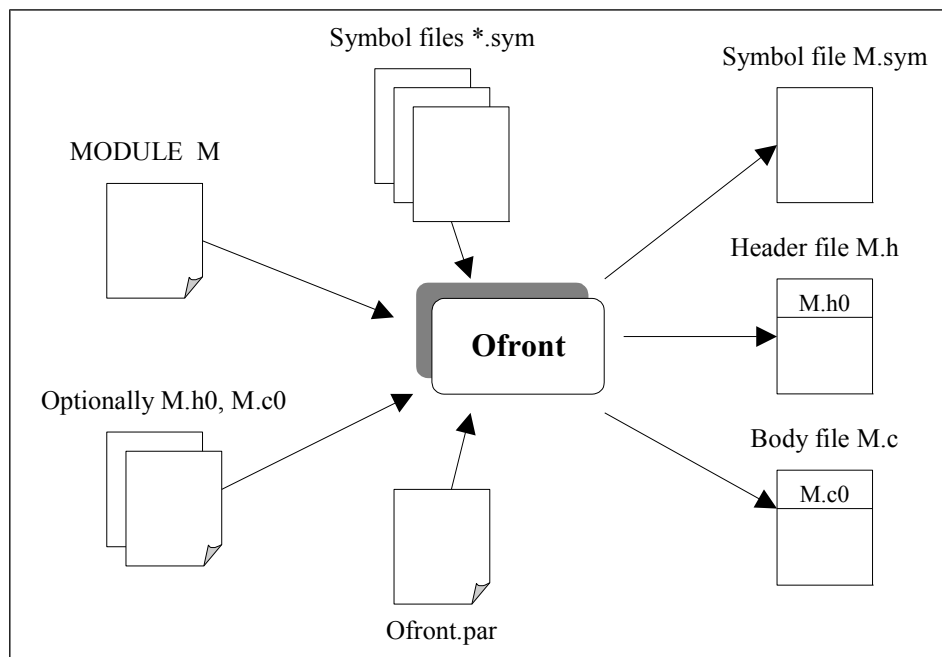 Symbol files *.sym
Symbol file M.sym
MODULE M
Header file M.h
M.h0
Ofront
Optionally M.h0, M.c0
Body file M.c
M.c0
Ofront.par